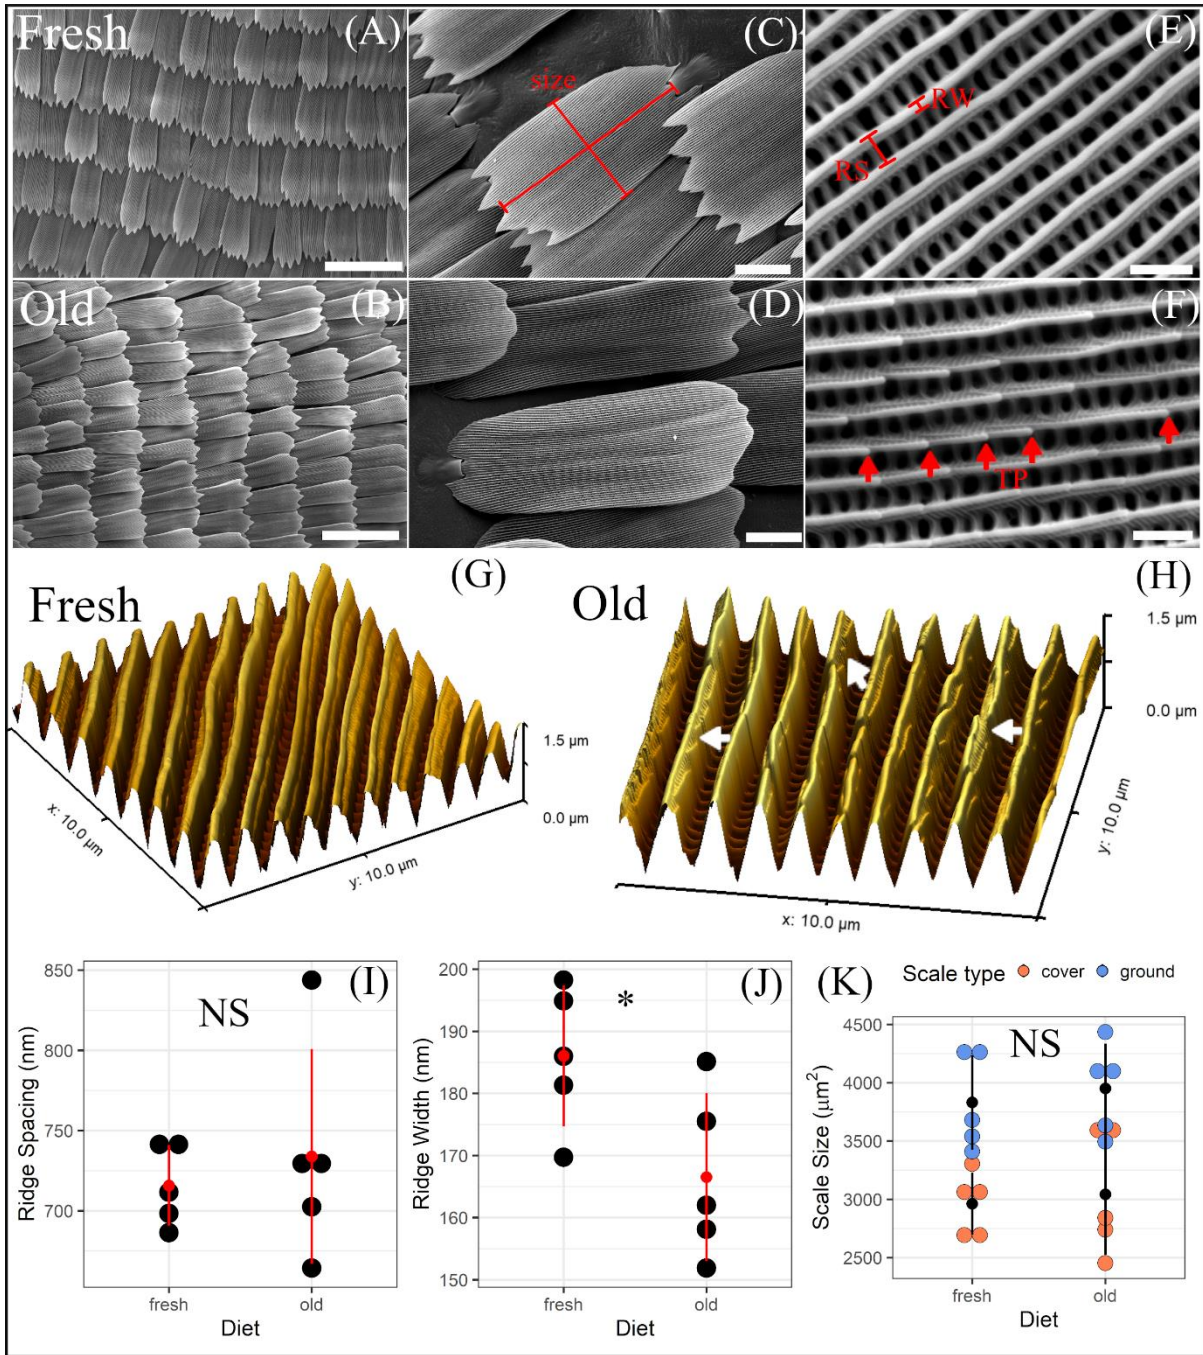 Fresh
(A)
(C)
size
(E)
RW
RS
Old
(B)
(D)
(F)
TP
Fresh
(G)
1.5 µm
0.0 µm
x: 10.0 µm
y: 10.0 µm
Old
(H)
1.5 µm
0.0 µm
y: 10.0 µm
x: 10.0 µm
(I)
NS
Ridge Spacing (nm)
850
800
750
700
fresh
old
Diet
(J)
*
Ridge Width (nm)
200
190
180
170
160
150
fresh
old
Diet
(K)
Scale type
cover
ground
NS
Scale Size (µm²)
4500
4000
3500
3000
2500
fresh
old
Diet